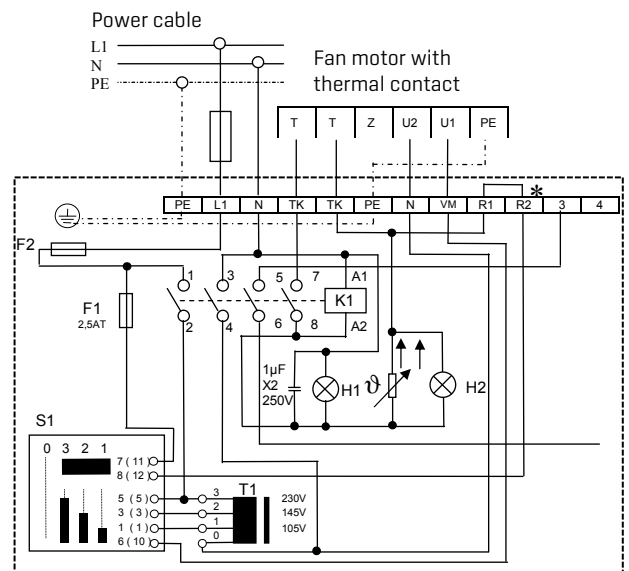 Power cable
L1
N
PE
Fan motor with
thermal contact
T T Z U2 U1 PE
PE L1 N TK TK PE N VM R1 R2 3 4
*
F2
F1
2,5AT
1 3 5 7
2 4 6 8
A1
K1
A2
1µF
X2
250V
H1
ϑ
H2
S1
0 3 2 1
7 ( 11 )
8 ( 12 )
5 ( 5 )
3 ( 3 )
1 ( 1 )
6 ( 10 )
T1
3 230V
2 145V
1 105V
0